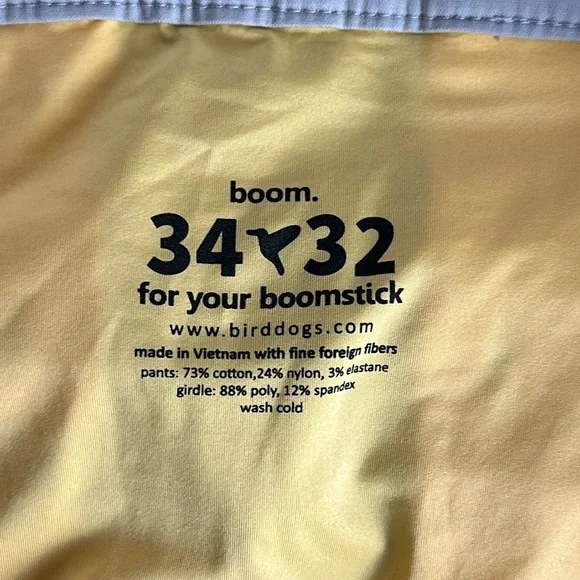 boom.
34 32
for your boomstick
www.birddogs.com
made in Vietnam with fine foreign fibers
pants: 73% cotton,24% nylon, 3% elastane
girdle: 88% poly, 12% spandex
wash cold